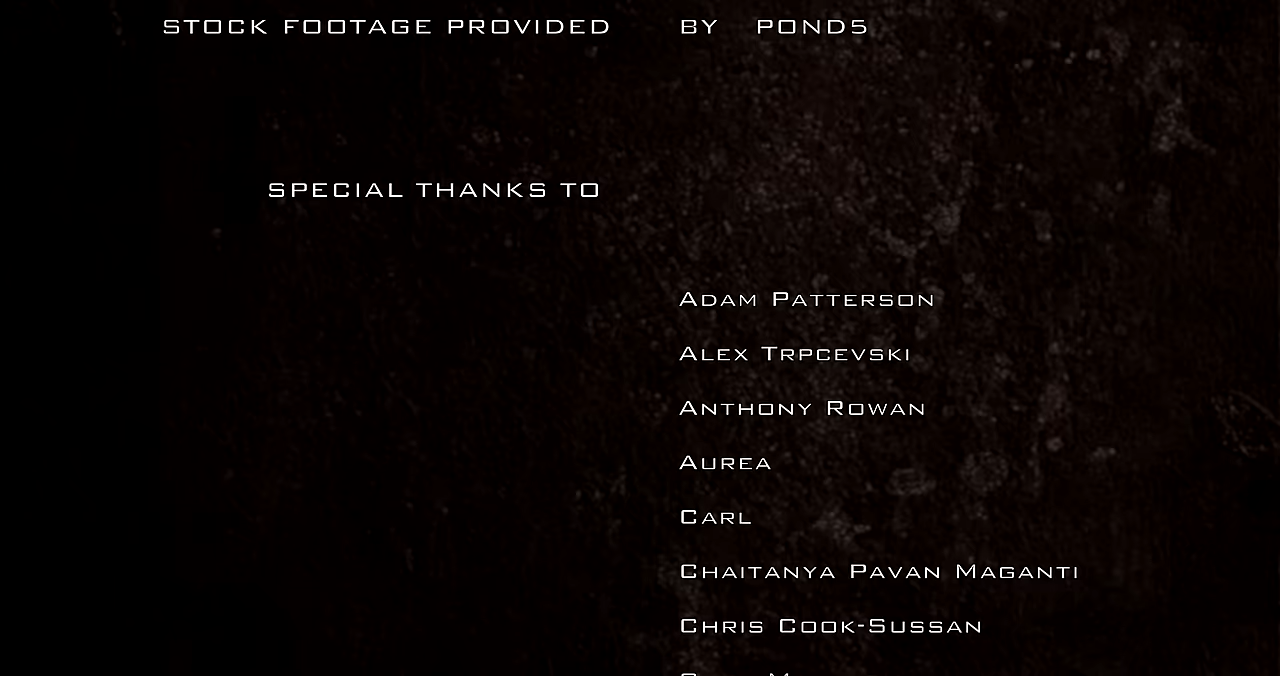 STOCK FOOTAGE PROVIDED BY POND5
SPECIAL THANKS TO
ADAM PATTERSON
ALEX TRPCEVSKI
ANTHONY ROWAN
AUREA
CARL
CHAITANYA PAVAN MAGANTI
CHRIS COOK-SUSSAN